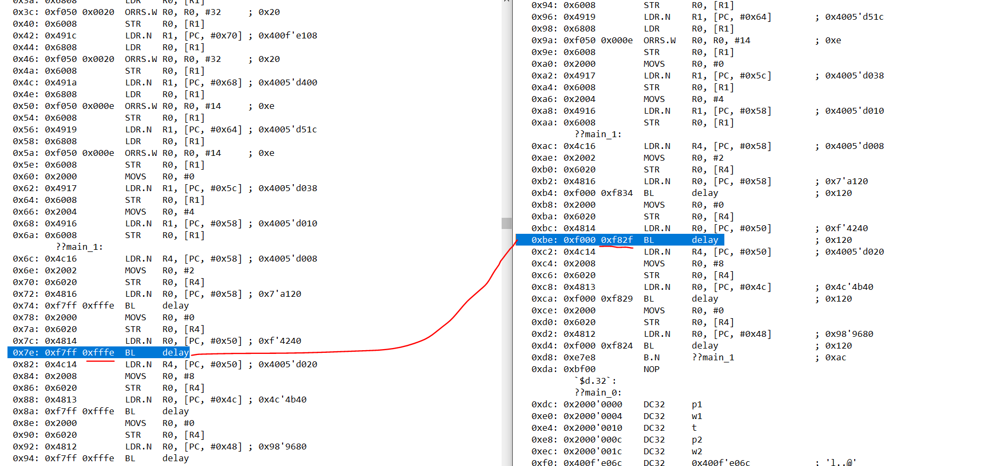 0x3a: 0x6808 LDR R0, [R1]
0x3c: 0xf050 0x0020 ORRS.W R0, R0, #32 ; 0x20
0x40: 0x6008 STR R0, [R1]
0x42: 0x491c LDR.N R1, [PC, #0x70] ; 0x400f'e108
0x44: 0x6808 LDR R0, [R1]
0x46: 0xf050 0x0020 ORRS.W R0, R0, #32 ; 0x20
0x4a: 0x6008 STR R0, [R1]
0x4c: 0x491a LDR.N R1, [PC, #0x68] ; 0x4005'd400
0x4e: 0x6808 LDR R0, [R1]
0x50: 0xf050 0x000e ORRS.W R0, R0, #14 ; 0xe
0x54: 0x6008 STR R0, [R1]
0x56: 0x4919 LDR.N R1, [PC, #0x64] ; 0x4005'd51c
0x58: 0x6808 LDR R0, [R1]
0x5a: 0xf050 0x000e ORRS.W R0, R0, #14 ; 0xe
0x5e: 0x6008 STR R0, [R1]
0x60: 0x2000 MOVS R0, #0
0x62: 0x4917 LDR.N R1, [PC, #0x5c] ; 0x4005'd038
0x64: 0x6008 STR R0, [R1]
0x66: 0x2004 MOVS R0, #4
0x68: 0x4916 LDR.N R1, [PC, #0x58] ; 0x4005'd010
0x6a: 0x6008 STR R0, [R1]
??main_1:
0x6c: 0x4c16 LDR.N R4, [PC, #0x58] ; 0x4005'd008
0x6e: 0x2002 MOVS R0, #2
0x70: 0x6020 STR R0, [R4]
0x72: 0x4816 LDR.N R0, [PC, #0x58] ; 0x7'a120
0x74: 0xf7ff 0xfffe BL delay
0x78: 0x2000 MOVS R0, #0
0x7a: 0x6020 STR R0, [R4]
0x7c: 0x4814 LDR.N R0, [PC, #0x50] ; 0xf'4240
0x7e: 0xf7ff 0xfffe BL delay
0x82: 0x4c14 LDR.N R4, [PC, #0x50] ; 0x4005'd020
0x84: 0x2008 MOVS R0, #8
0x86: 0x6020 STR R0, [R4]
0x88: 0x4813 LDR.N R0, [PC, #0x4c] ; 0x4c'4b40
0x8a: 0xf7ff 0xfffe BL delay
0x8e: 0x2000 MOVS R0, #0
0x90: 0x6020 STR R0, [R4]
0x92: 0x4812 LDR.N R0, [PC, #0x48] ; 0x98'9680
0x94: 0xf7ff 0xfffe BL delay
0x94: 0x6008 STR R0, [R1]
0x96: 0x4919 LDR.N R1, [PC, #0x64] ; 0x4005'd51c
0x98: 0x6808 LDR R0, [R1]
0x9a: 0xf050 0x000e ORRS.W R0, R0, #14 ; 0xe
0x9e: 0x6008 STR R0, [R1]
0xa0: 0x2000 MOVS R0, #0
0xa2: 0x4917 LDR.N R1, [PC, #0x5c] ; 0x4005'd038
0xa4: 0x6008 STR R0, [R1]
0xa6: 0x2004 MOVS R0, #4
0xa8: 0x4916 LDR.N R1, [PC, #0x58] ; 0x4005'd010
0xaa: 0x6008 STR R0, [R1]
??main_1:
0xac: 0x4c16 LDR.N R4, [PC, #0x58] ; 0x4005'd008
0xae: 0x2002 MOVS R0, #2
0xb0: 0x6020 STR R0, [R4]
0xb2: 0x4816 LDR.N R0, [PC, #0x58] ; 0x7'a120
0xb4: 0xf000 0xf834 BL delay ; 0x120
0xb8: 0x2000 MOVS R0, #0
0xba: 0x6020 STR R0, [R4]
0xbc: 0x4814 LDR.N R0, [PC, #0x50] ; 0xf'4240
0xbe: 0xf000 0xf82f BL delay ; 0x120
0xc2: 0x4c14 LDR.N R4, [PC, #0x50] ; 0x4005'd020
0xc4: 0x2008 MOVS R0, #8
0xc6: 0x6020 STR R0, [R4]
0xc8: 0x4813 LDR.N R0, [PC, #0x4c] ; 0x4c'4b40
0xca: 0xf000 0xf829 BL delay ; 0x120
0xce: 0x2000 MOVS R0, #0
0xd0: 0x6020 STR R0, [R4]
0xd2: 0x4812 LDR.N R0, [PC, #0x48] ; 0x98'9680
0xd4: 0xf000 0xf824 BL delay ; 0x120
0xd8: 0xe7e8 B.N ??main_1 ; 0xac
0xda: 0xbf00 NOP
`$d.32`:
??main_0:
0xdc: 0x2000'0000 DC32 p1
0xe0: 0x2000'0004 DC32 w1
0xe4: 0x2000'0010 DC32 t
0xe8: 0x2000'000c DC32 p2
0xec: 0x2000'001c DC32 w2
0xf0: 0x400f'e06c DC32 0x400f'e06c ; 'l..@'